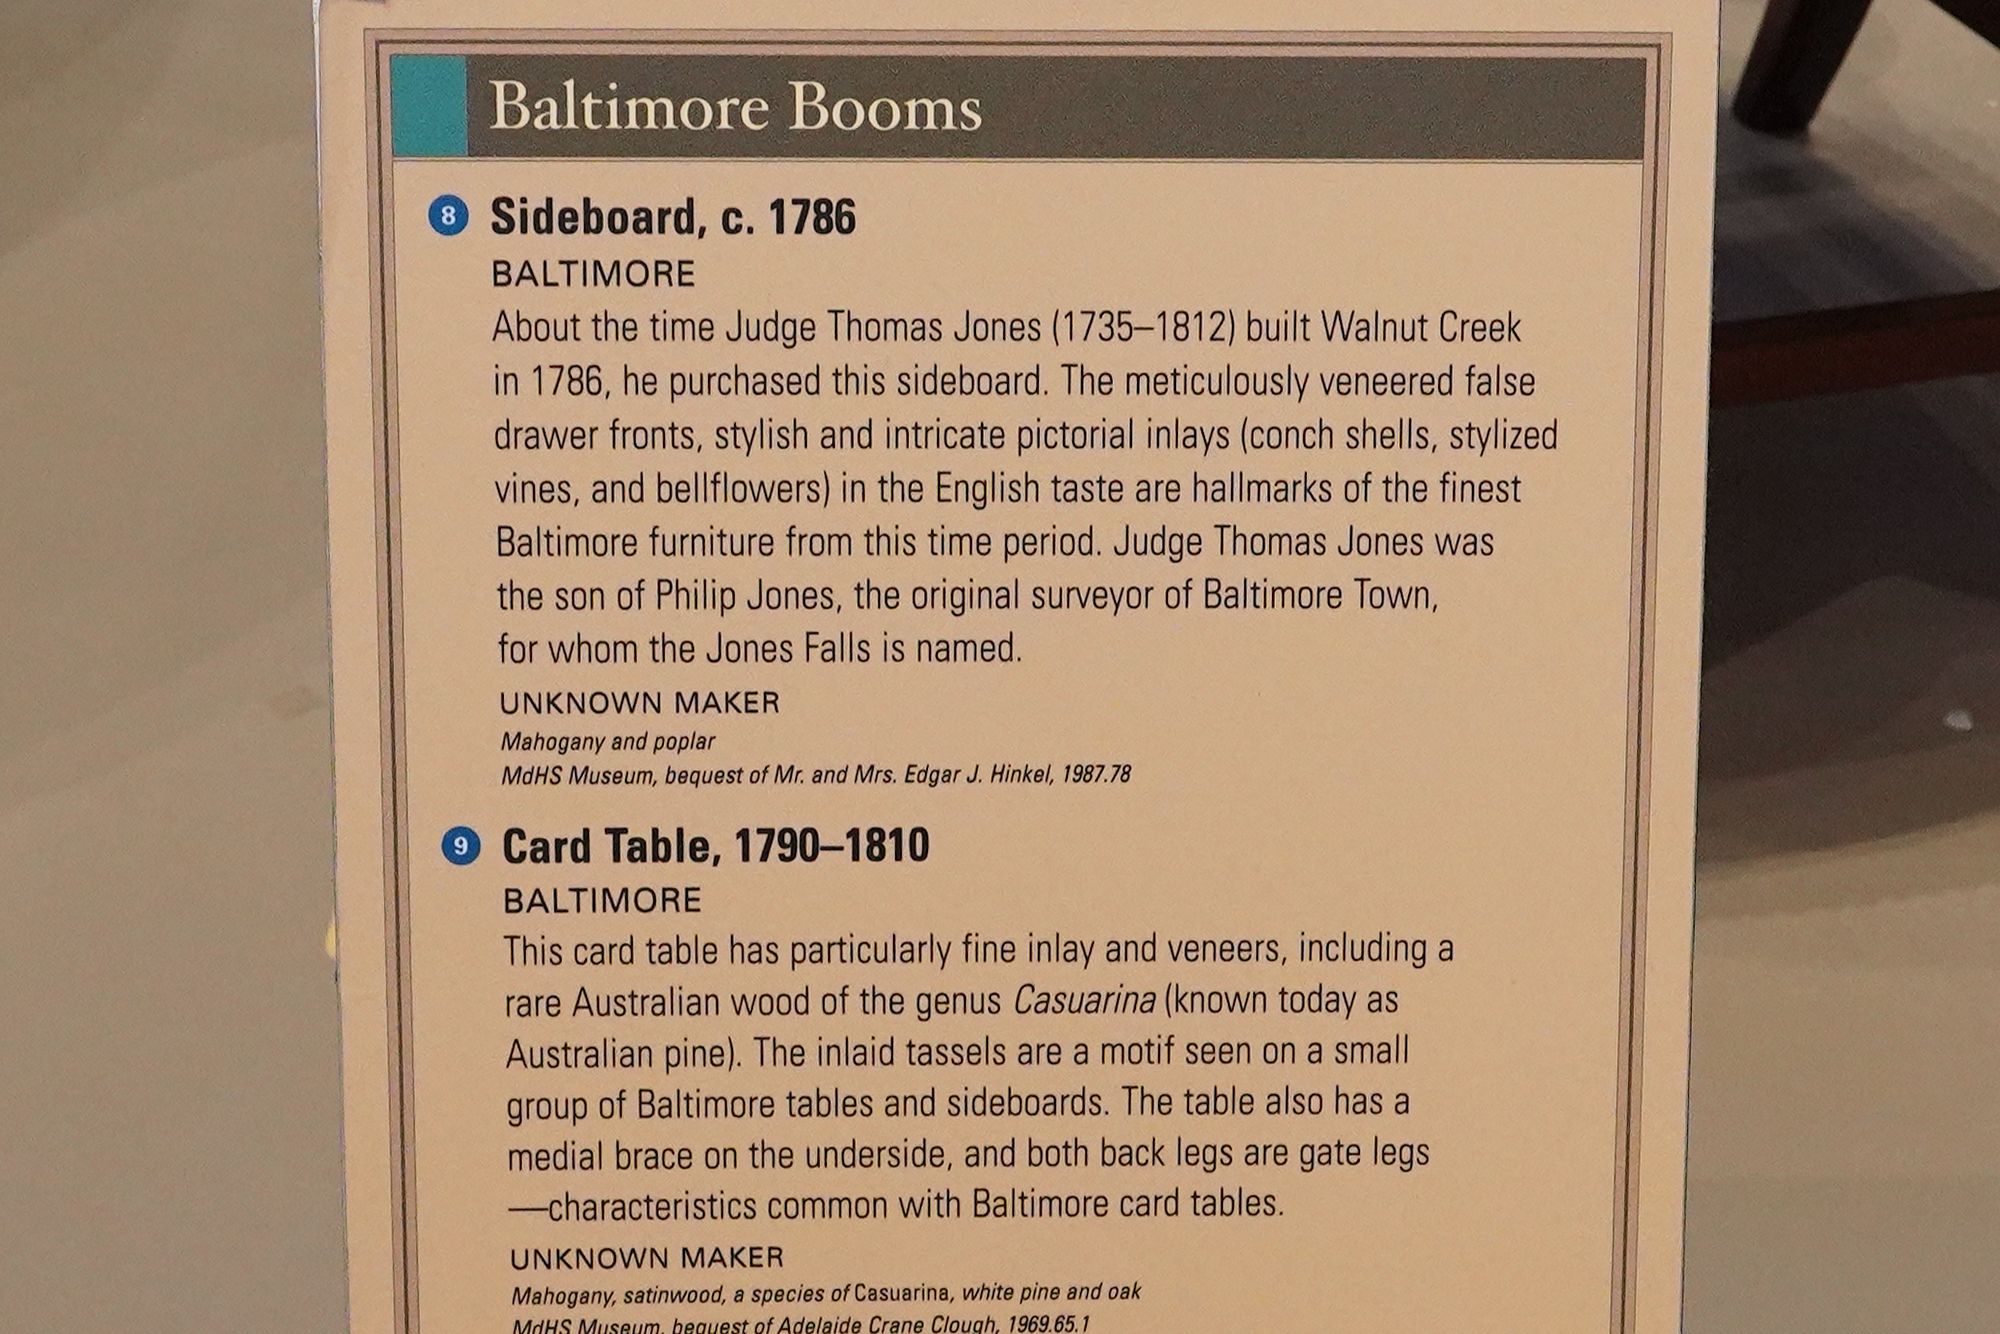 Baltimore Booms
8 Sideboard, c. 1786
BALTIMORE
About the time Judge Thomas Jones (1735–1812) built Walnut Creek
in 1786, he purchased this sideboard. The meticulously veneered false
drawer fronts, stylish and intricate pictorial inlays (conch shells, stylized
vines, and bellflowers) in the English taste are hallmarks of the finest
Baltimore furniture from this time period. Judge Thomas Jones was
the son of Philip Jones, the original surveyor of Baltimore Town,
for whom the Jones Falls is named.
UNKNOWN MAKER
Mahogany and poplar
MdHS Museum, bequest of Mr. and Mrs. Edgar J. Hinkel, 1987.78
9 Card Table, 1790–1810
BALTIMORE
This card table has particularly fine inlay and veneers, including a
rare Australian wood of the genus Casuarina (known today as
Australian pine). The inlaid tassels are a motif seen on a small
group of Baltimore tables and sideboards. The table also has a
medial brace on the underside, and both back legs are gate legs
—characteristics common with Baltimore card tables.
UNKNOWN MAKER
Mahogany, satinwood, a species of Casuarina, white pine and oak
MdHS Museum, bequest of Adelaide Crane Clough, 1969.65.1